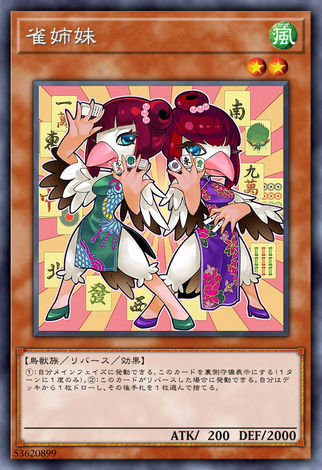 雀姉妹
風
一
萬
東
中
北
發
西
南
九
萬
東
【鳥獣族／リバース／効果】
①:自分メインフェイズに発動できる。このカードを裏側守備表示にする(1タ
ーンに1度のみ)。②:このカードがリバースした場合に発動できる。自分はデ
ッキから1枚ドローし、その後手札を1枚選んで捨てる。
ATK/ 200 DEF/2000
53620899